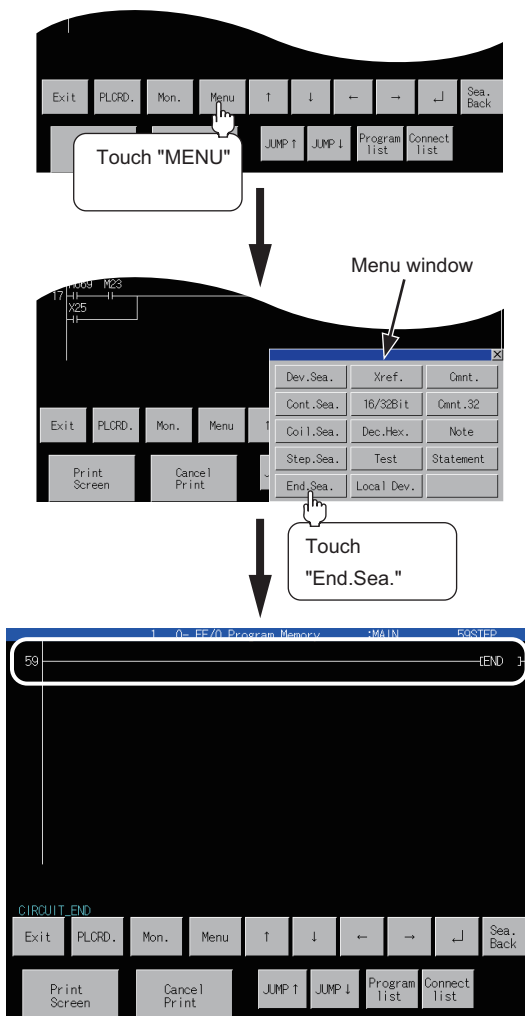 Exit PLCRD. Mon. Menu ↑ ↓ ← → ↵ Sea. Back
Touch "MENU"
JUMP↑ JUMP↓ Program list Connect list
Menu window
M23
17
X25
Dev.Sea. Xref. Cmnt.
Cont.Sea. 16/32Bit Cmnt.32
Coil.Sea. Dec.Hex. Note
Step.Sea. Test Statement
End.Sea. Local Dev.
Exit PLCRD. Mon. Menu
Print Screen Cancel Print
Touch
"End.Sea."
1 0- FF/0 Program Memory :MAIN 59STEP
59 [END ]
CIRCUIT_END
Exit PLCRD. Mon. Menu ↑ ↓ ← → ↵ Sea. Back
Print Screen Cancel Print JUMP↑ JUMP↓ Program list Connect list